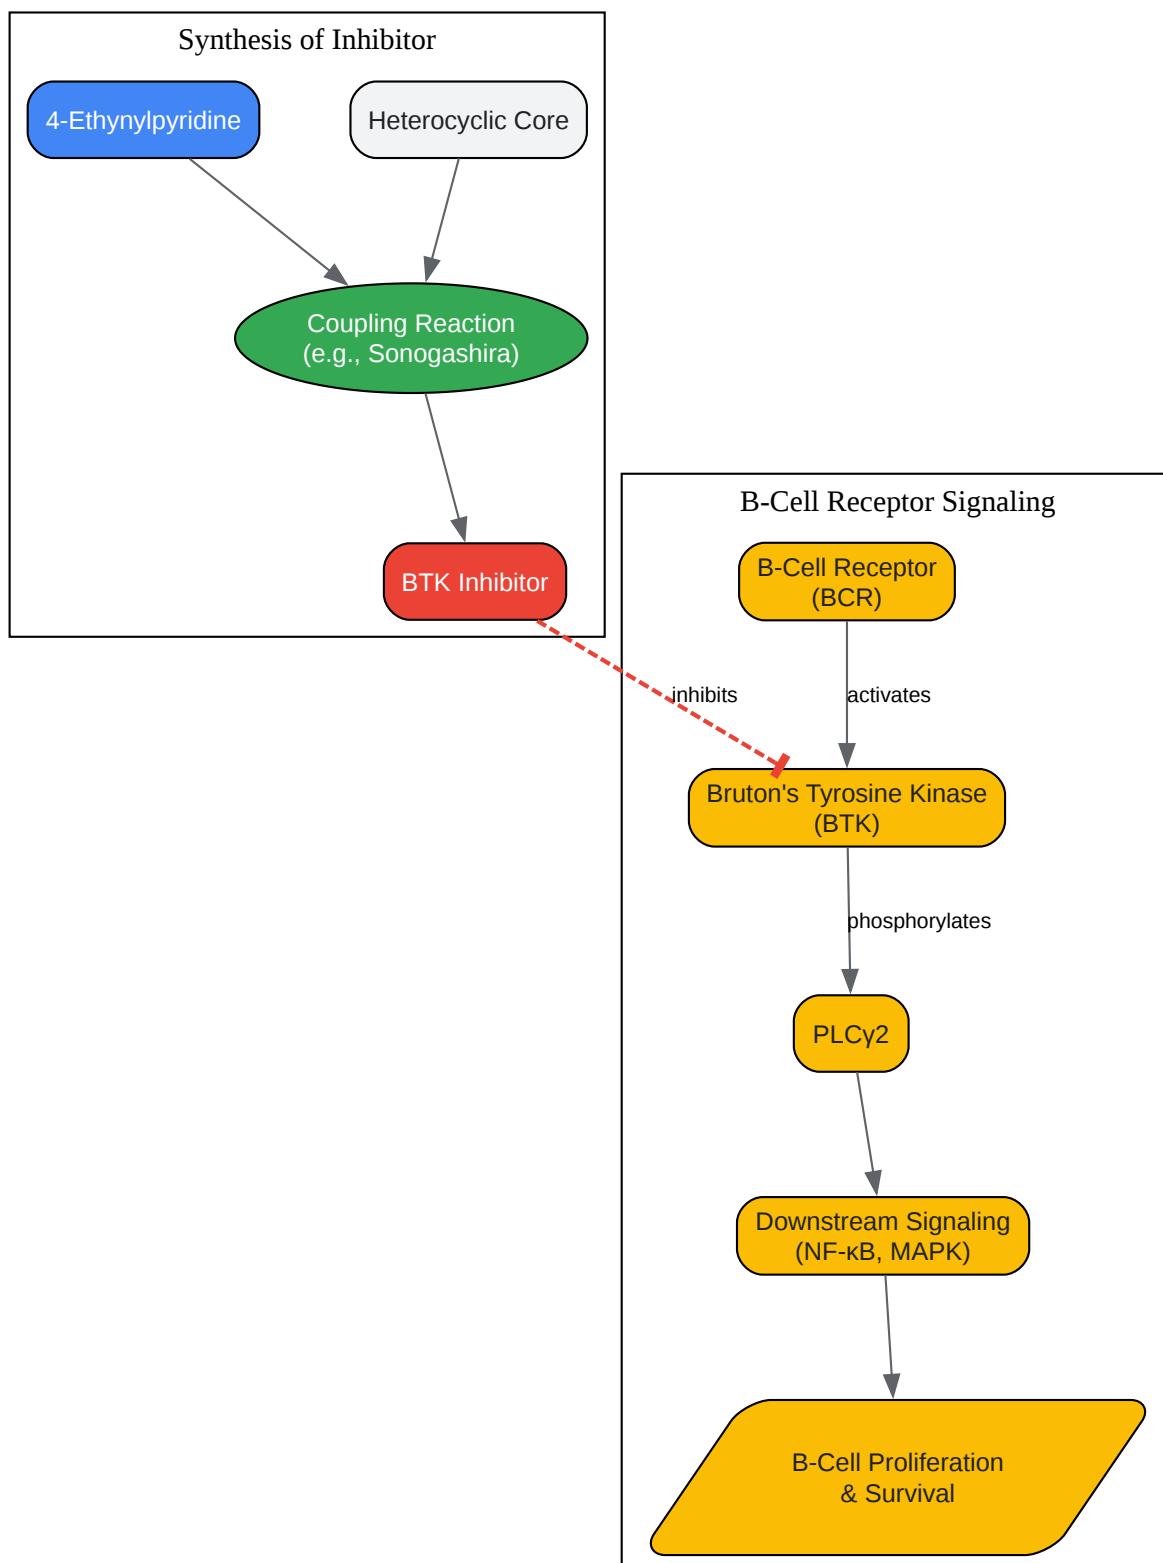 Synthesis of Inhibitor
4-Ethynylpyridine
Heterocyclic Core
Coupling Reaction
(e.g., Sonogashira)
BTK Inhibitor
B-Cell Receptor Signaling
B-Cell Receptor
(BCR)
inhibits
activates
Bruton's Tyrosine Kinase
(BTK)
phosphorylates
PLCγ2
Downstream Signaling
(NF-κB, MAPK)
B-Cell Proliferation
& Survival